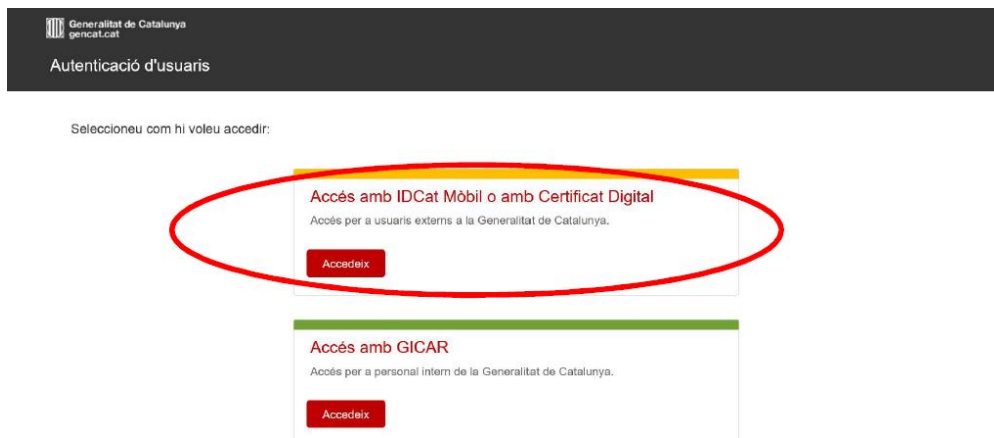 Generalitat de Catalunya
gencat.cat
Autenticació d'usuaris
Seleccioneu com hi voleu accedir:
Accés amb IDCat Mòbil o amb Certificat Digital
Accés per a usuaris externs a la Generalitat de Catalunya.
Accedeix
Accés amb GICAR
Accés per a personal intern de la Generalitat de Catalunya.
Accedeix